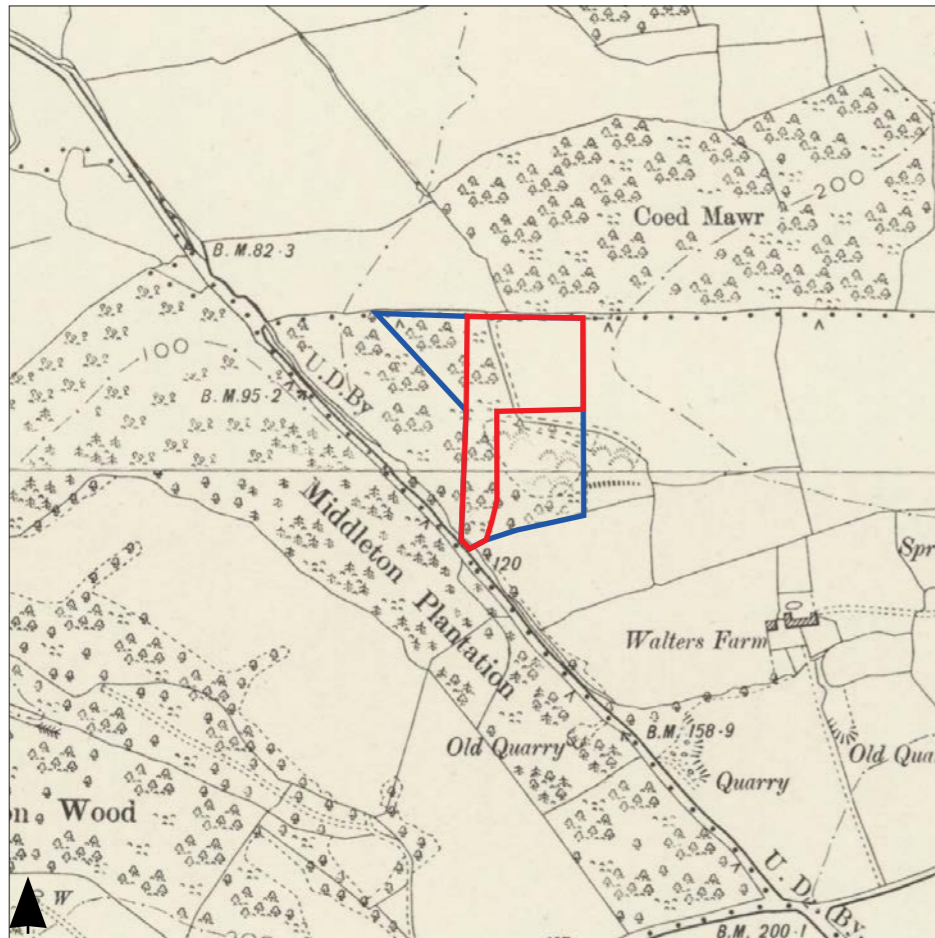 200
Coed Mawr
B.M. 82·3
100
U.D.By
B.M. 95·2
Middleton Plantation
120
Spr
Walters Farm
B.M. 158·9
Old Quarry
Quarry
Old Qua
n Wood
W
U. D. By.
B.M. 200·1